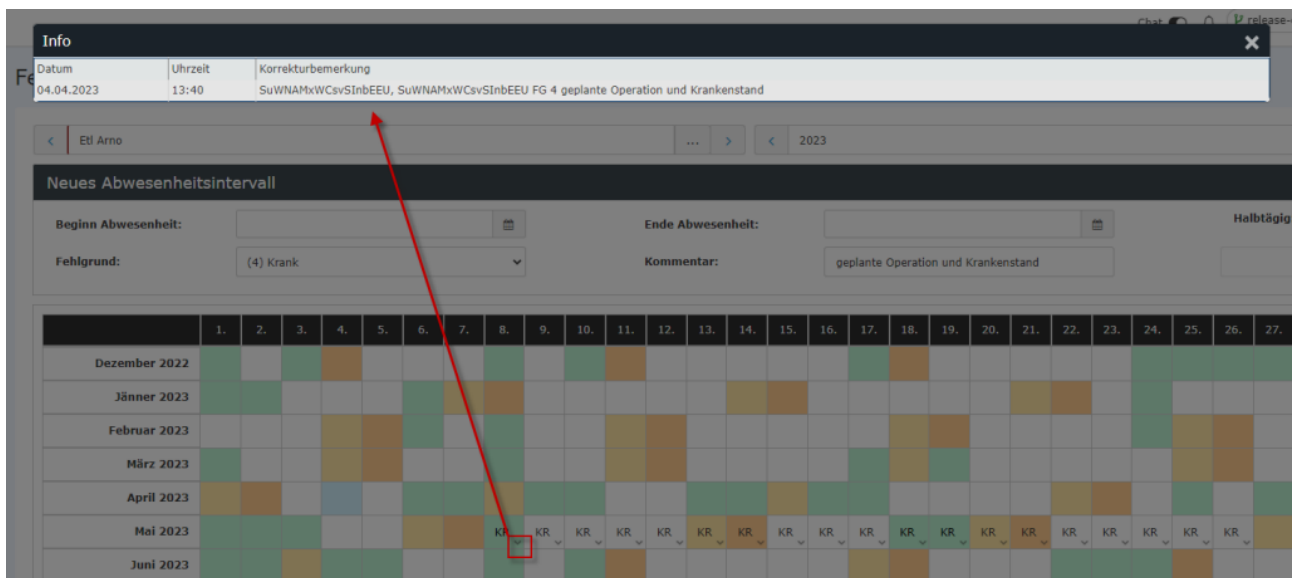 Chat
release-
Info
Fe
Datum Uhrzeit Korrekturbemerkung
04.04.2023 13:40 SuWNAMxWCsvSInbEEU, SuWNAMxWCsvSInbEEU FG 4 geplante Operation und Krankenstand
< Etl Arno ... > < 2023
Neues Abwesenheitsintervall
Beginn Abwesenheit: Ende Abwesenheit: Halbtägig
Fehlgrund: (4) Krank Kommentar: geplante Operation und Krankenstand
1. 2. 3. 4. 5. 6. 7. 8. 9. 10. 11. 12. 13. 14. 15. 16. 17. 18. 19. 20. 21. 22. 23. 24. 25. 26. 27.
Dezember 2022
Jänner 2023
Februar 2023
März 2023
April 2023
Mai 2023 KR KR KR KR KR KR KR KR KR KR KR KR KR KR KR KR KR KR KR
Juni 2023